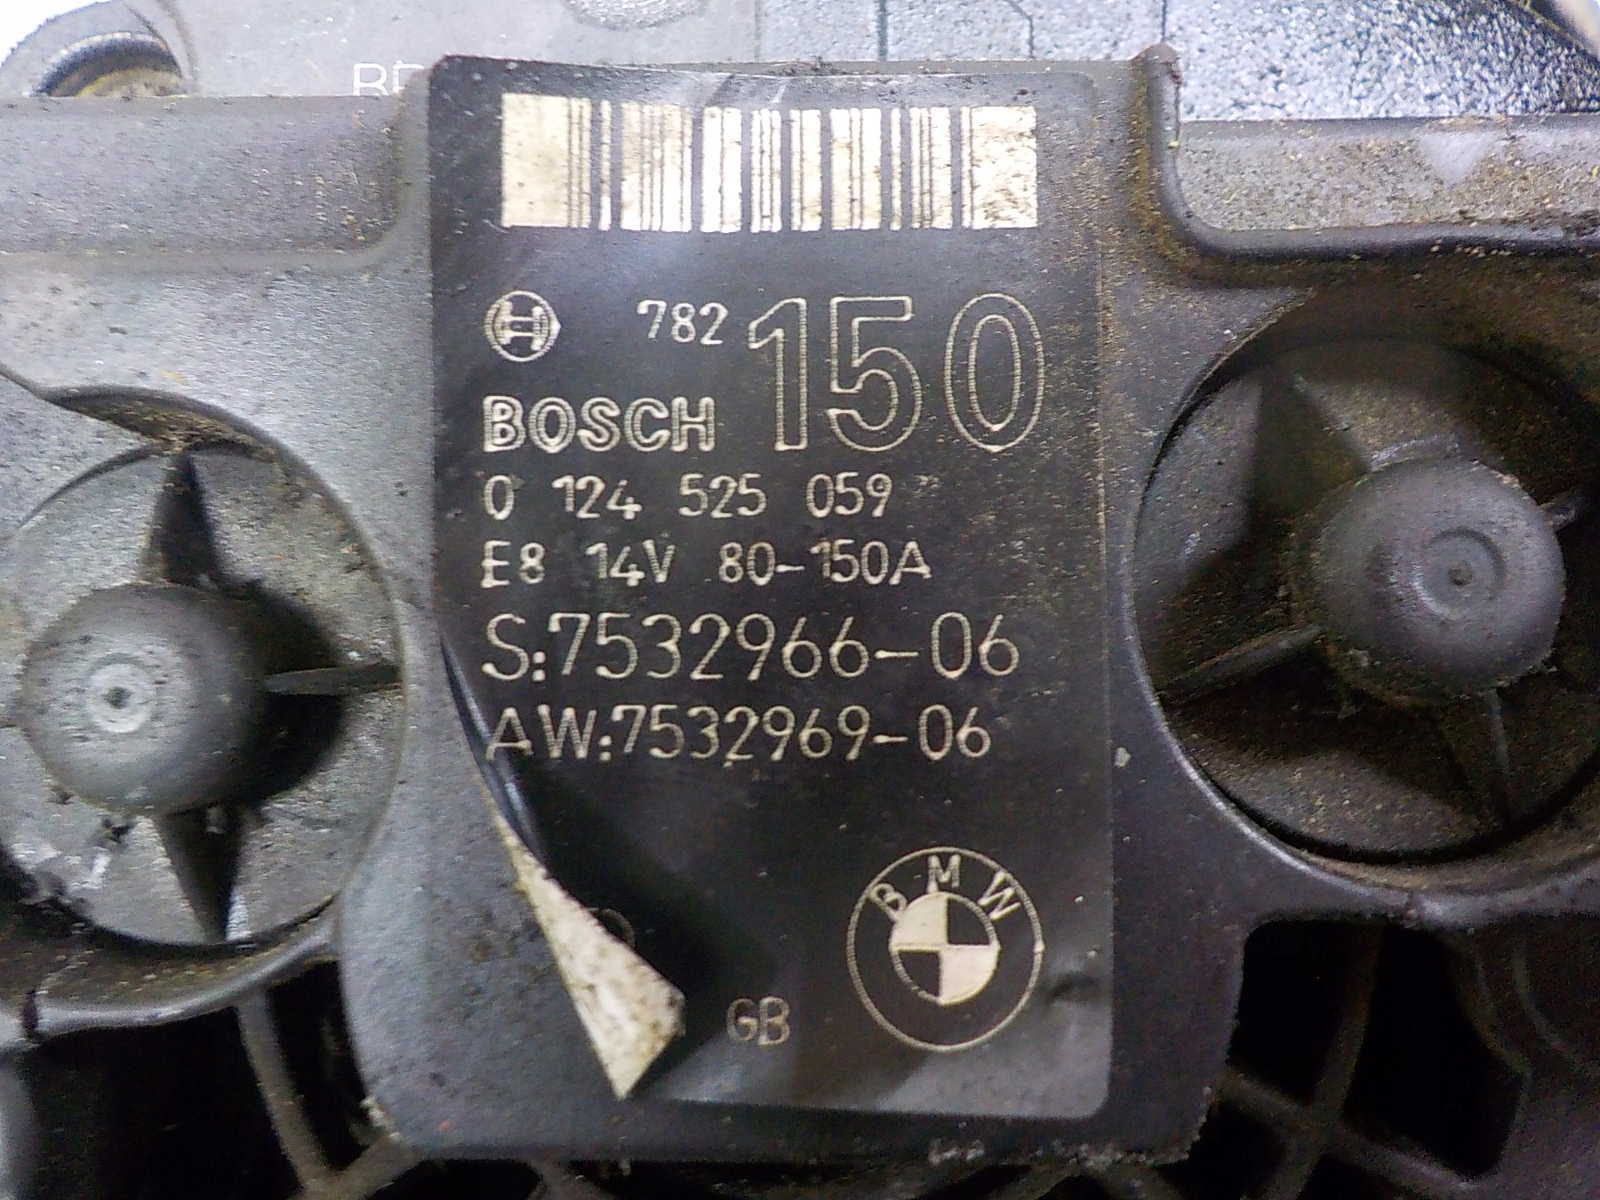 782 150
BOSCH
0 124 525 059
E8 14V 80-150A
S:7532966-06
AW:7532969-06
BMW
GB